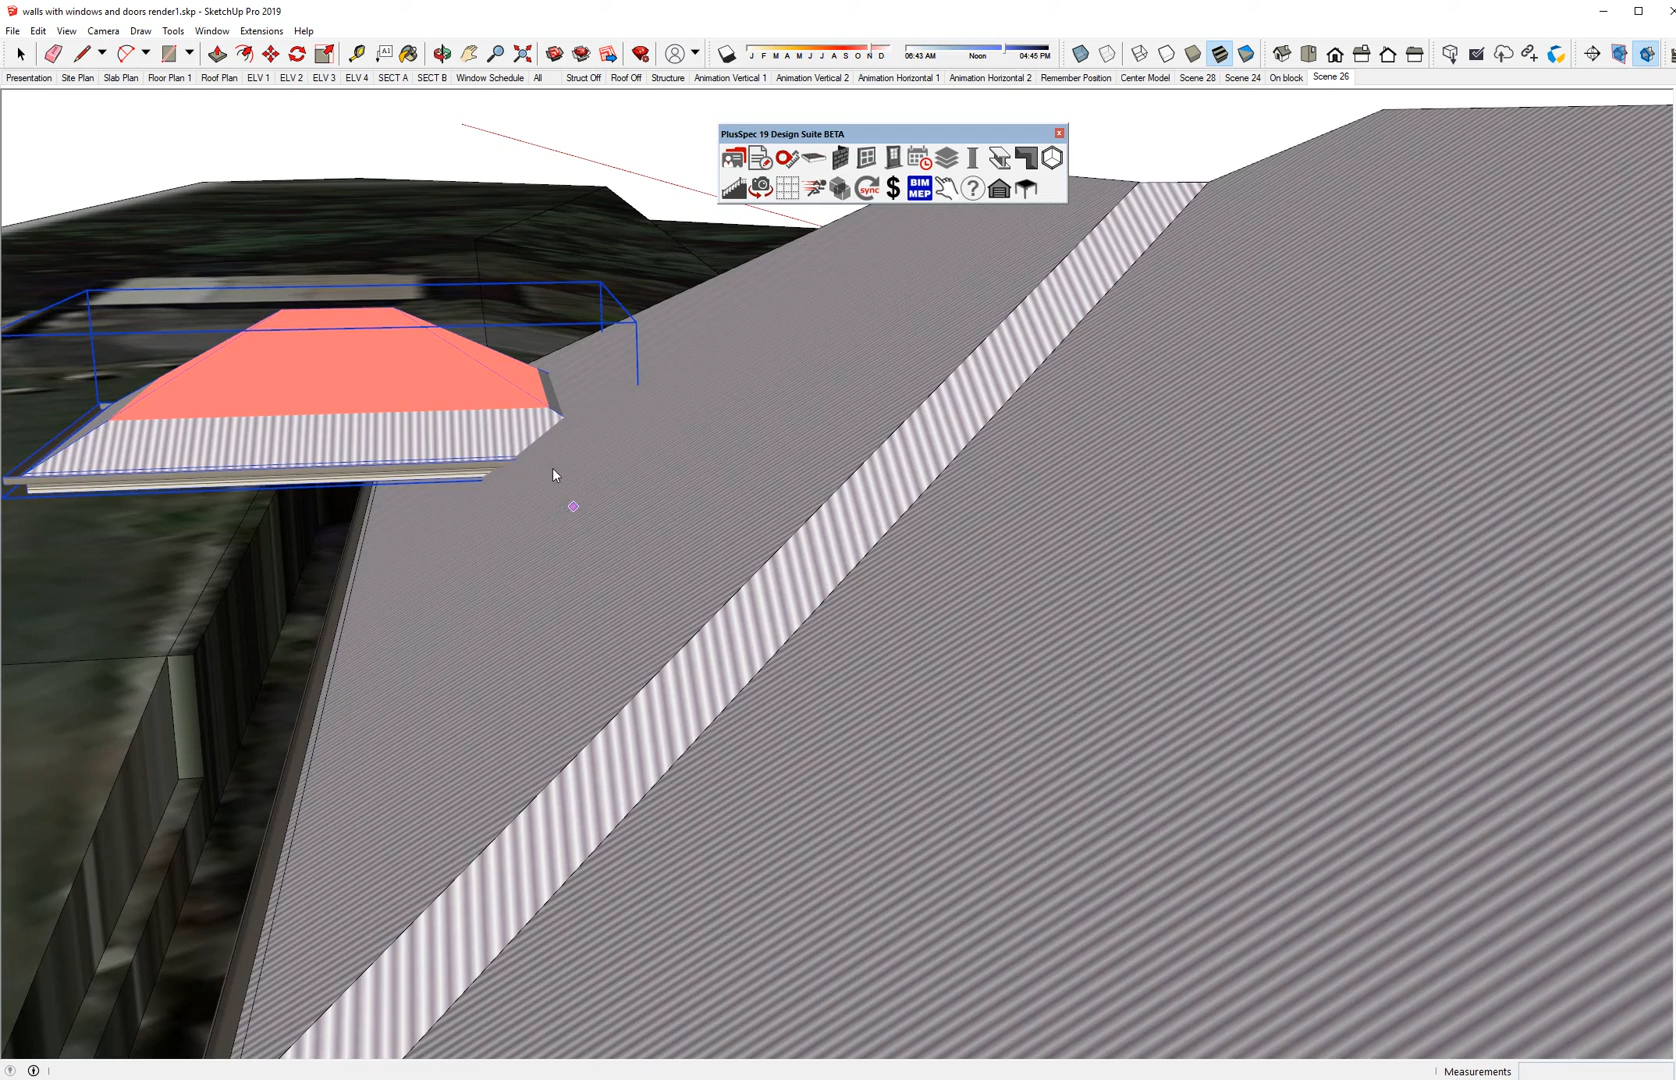 walls with windows and doors render1.skp - SketchUp Pro 2019
File Edit View Camera Draw Tools Window Extensions Help
A1
J F M A M J J A S O N D 06:43 AM Noon 04:45 PM
Presentation Site Plan Slab Plan Floor Plan 1 Roof Plan ELV 1 ELV 2 ELV 3 ELV 4 SECT A SECT B Window Schedule All Struct Off Roof Off Structure Animation Vertical 1 Animation Vertical 2 Animation Horizontal 1 Animation Horizontal 2 Remember Position Center Model Scene 28 Scene 24 On block Scene 26
PlusSpec 19 Design Suite BETA x
sync $ BIM MEP ?
Measurements